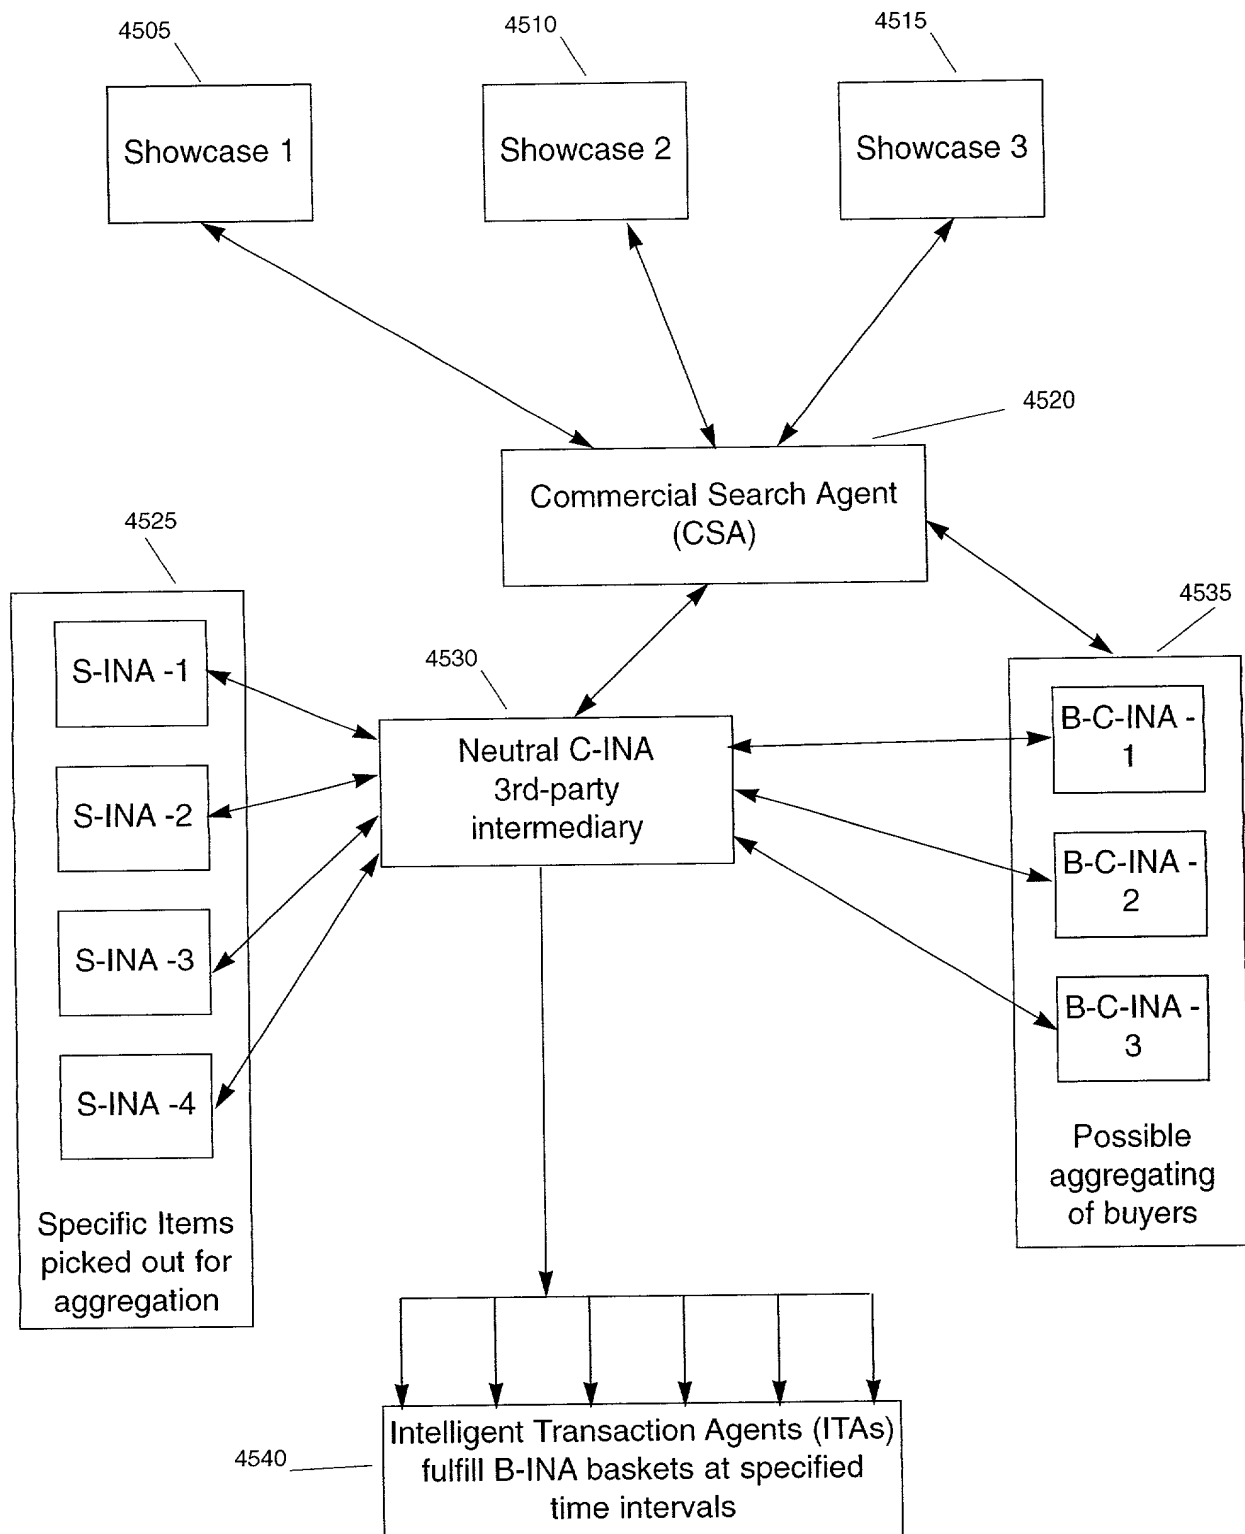 4505
4510
4515
Showcase 1
Showcase 2
Showcase 3
4520
Commercial Search Agent
(CSA)
4525
4535
4530
S-INA -1
S-INA -2
S-INA -3
S-INA -4
Specific Items
picked out for
aggregation
Neutral C-INA
3rd-party
intermediary
B-C-INA -
1
B-C-INA -
2
B-C-INA -
3
Possible
aggregating
of buyers
4540
Intelligent Transaction Agents (ITAs)
fulfill B-INA baskets at specified
time intervals